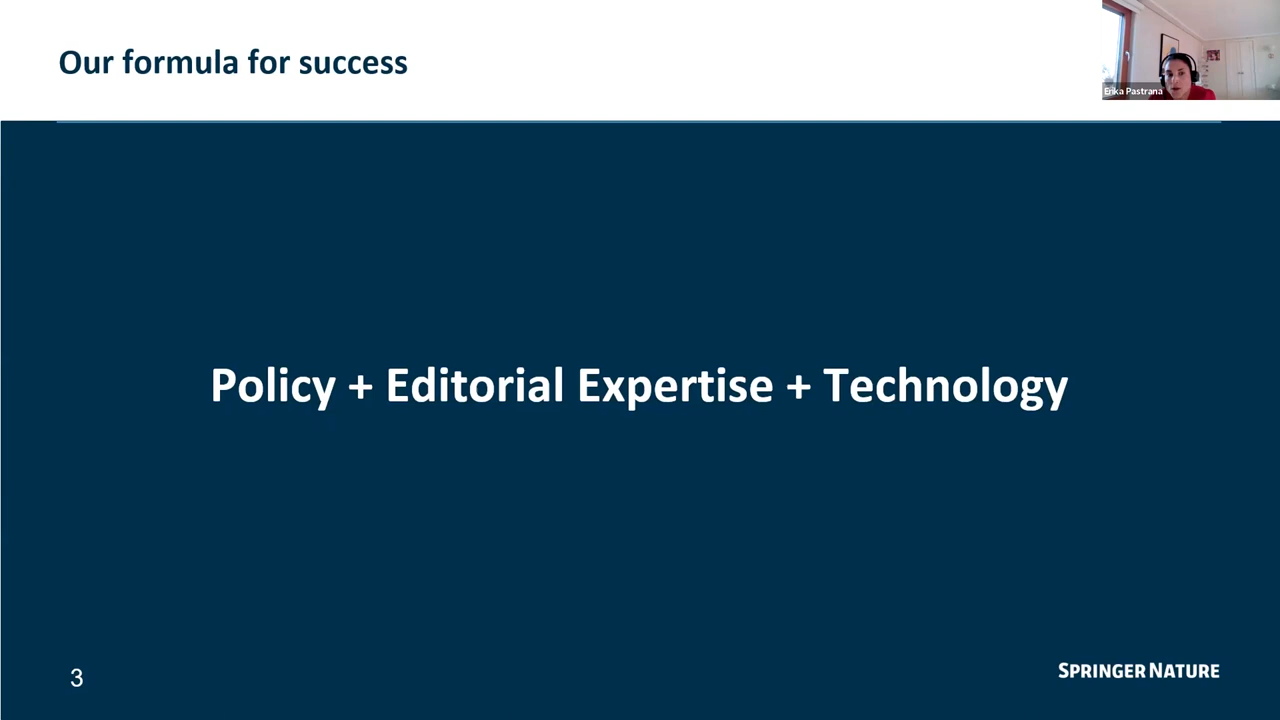 Our formula for success
Erika Pastrana
Policy + Editorial Expertise + Technology
3
SPRINGER NATURE